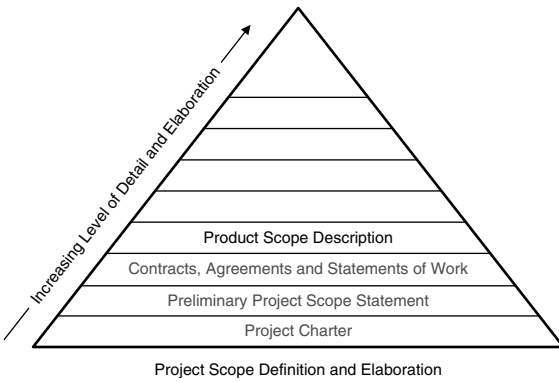 Increasing Level of Detail and Elaboration
Product Scope Description
Contracts, Agreements and Statements of Work
Preliminary Project Scope Statement
Project Charter
Project Scope Definition and Elaboration